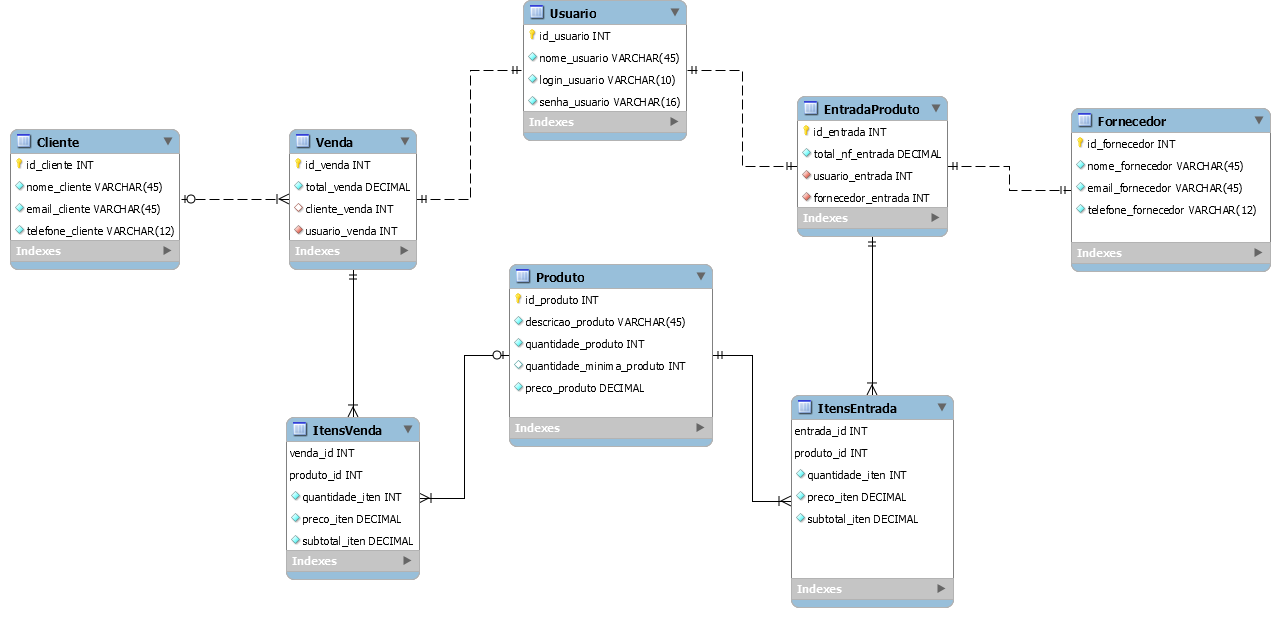 Usuario
id_usuario INT
nome_usuario VARCHAR(45)
login_usuario VARCHAR(10)
senha_usuario VARCHAR(16)
Indexes
Cliente
id_cliente INT
nome_cliente VARCHAR(45)
email_cliente VARCHAR(45)
telefone_cliente VARCHAR(12)
Indexes
Venda
id_venda INT
total_venda DECIMAL
cliente_venda INT
usuario_venda INT
Indexes
EntradaProduto
id_entrada INT
total_nf_entrada DECIMAL
usuario_entrada INT
fornecedor_entrada INT
Indexes
Fornecedor
id_fornecedor INT
nome_fornecedor VARCHAR(45)
email_fornecedor VARCHAR(45)
telefone_fornecedor VARCHAR(12)
Indexes
Produto
id_produto INT
descricao_produto VARCHAR(45)
quantidade_produto INT
quantidade_minima_produto INT
preco_produto DECIMAL
Indexes
ItensVenda
venda_id INT
produto_id INT
quantidade_iten INT
preco_iten DECIMAL
subtotal_iten DECIMAL
Indexes
ItensEntrada
entrada_id INT
produto_id INT
quantidade_iten INT
preco_iten DECIMAL
subtotal_iten DECIMAL
Indexes